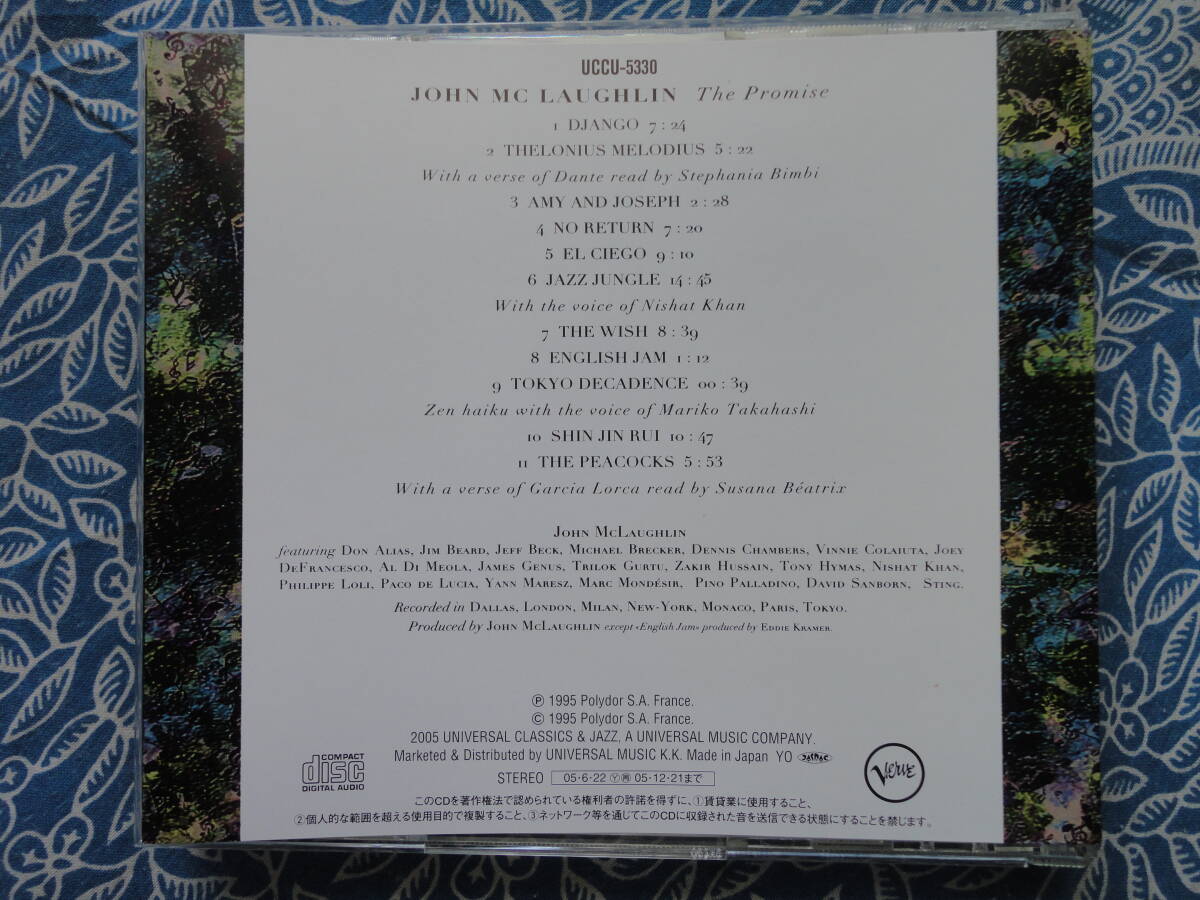 UCCU-5330
JOHN MC LAUGHLIN The Promise
1 DJANGO 7 : 24
2 THELONIUS MELODIUS 5 : 22
With a verse of Dante read by Stephania Bimbi
3 AMY AND JOSEPH 2 : 28
4 NO RETURN 7 : 20
5 EL CIEGO 9 : 10
6 JAZZ JUNGLE 14 : 45
With the voice of Nishat Khan
7 THE WISH 8 : 39
8 ENGLISH JAM 1 : 12
9 TOKYO DECADENCE 00 : 39
Zen haiku with the voice of Mariko Takahashi
10 SHIN JIN RUI 10 : 47
11 THE PEACOCKS 5 : 53
With a verse of Garcia Lorca read by Susana Béatrix
JOHN MCLAUGHLIN
featuring DON ALIAS, JIM BEARD, JEFF BECK, MICHAEL BRECKER, DENNIS CHAMBERS, VINNIE COLAIUTA, JOEY
DEFRANCESCO, AL DI MEOLA, JAMES GENUS, TRILOK GURTU, ZAKIR HUSSAIN, TONY HYMAS, NISHAT KHAN,
PHILIPPE LOLI, PACO DE LUCIA, YANN MARESZ, MARC MONDÉSIR, PINO PALLADINO, DAVID SANBORN, STING.
Recorded in DALLAS, LONDON, MILAN, NEW-YORK, MONACO, PARIS, TOKYO.
Produced by JOHN MCLAUGHLIN except «English Jam» produced by EDDIE KRAMER.
℗ 1995 Polydor S.A. France.
© 1995 Polydor S.A. France.
2005 UNIVERSAL CLASSICS & JAZZ, A UNIVERSAL MUSIC COMPANY.
Marketed & Distributed by UNIVERSAL MUSIC K.K. Made in Japan YO
COMPACT
disc
DIGITAL AUDIO
STEREO 05・6・22 Ⓨ㊞ 05・12・21まで
VERVE
このCDを著作権法で認められている権利者の許諾を得ずに、①賃貸業に使用すること、
②個人的な範囲を超える使用目的で複製すること、③ネットワーク等を通じてこのCDに収録された音を送信できる状態にすることを禁じます。